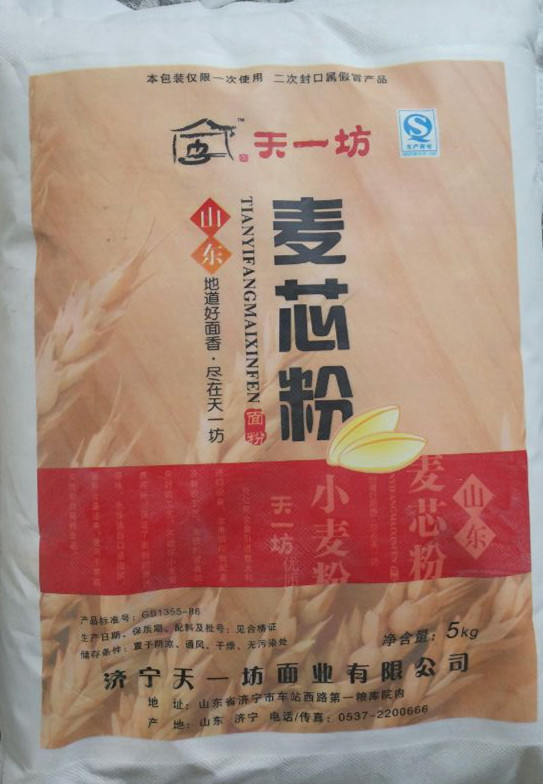 本包装仅限一次使用 二次封口属假冒产品
TM
天一坊
生产许可
山东
地道好面香·尽在天一坊
TIANYIFANGMAIXINFEN
面粉
麦芯粉
山东
麦芯粉
小麦粉
天一坊
产品标准号：GB1355-86
生产日期、保质期、配料及批号：见合格证
储存条件：置于阴凉、通风、干燥、无污染处
净含量：5kg
济宁天一坊面业有限公司
地 址：山东省济宁市车站西路第一粮库院内
产 地：山东 济宁 电话/传真：0537-2200666